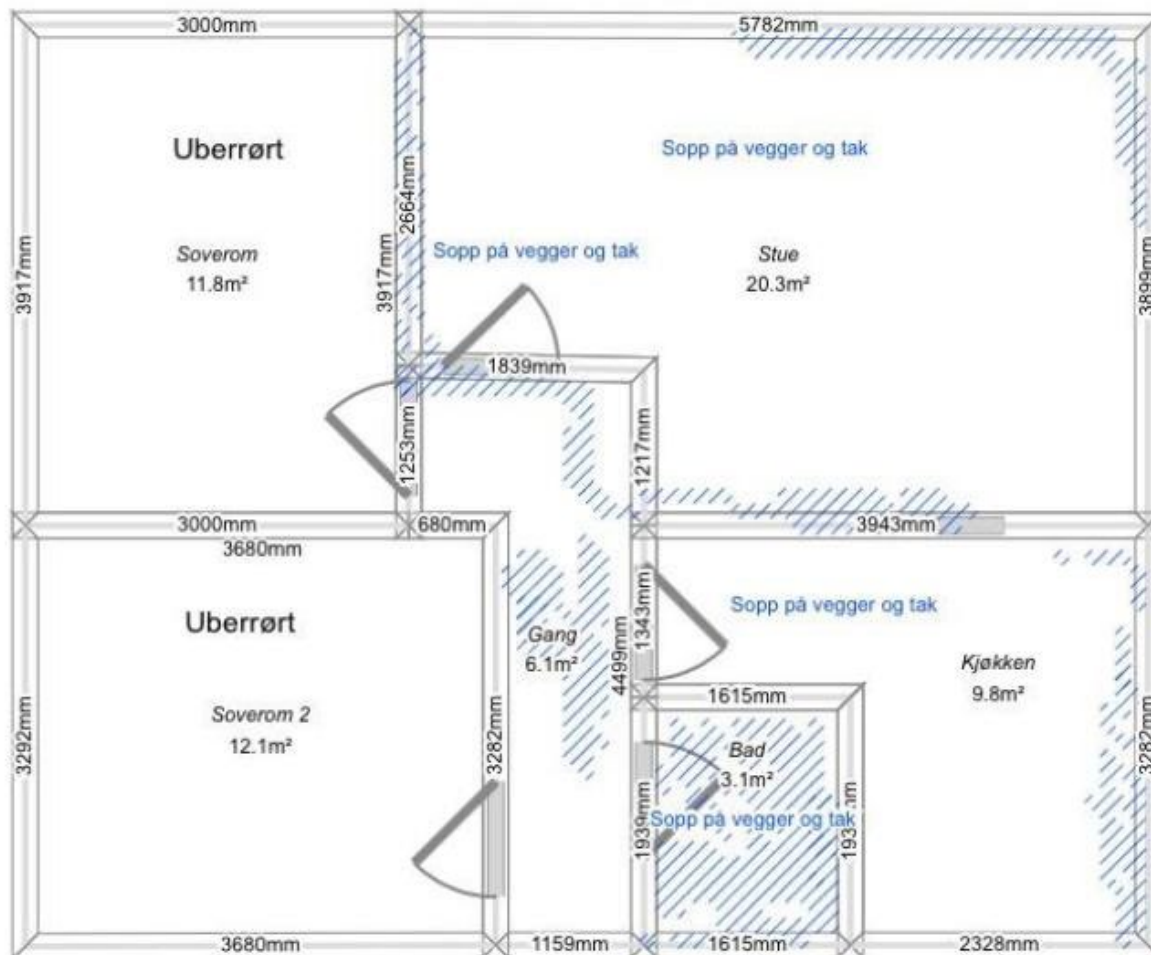 3000mm
5782mm
Uberrørt
Sopp på vegger og tak
2664mm
Soverom
11.8m²
Sopp på vegger og tak
Stue
20.3m²
3917mm
3917mm
3899mm
1839mm
1253mm
1217mm
3000mm
680mm
3943mm
3680mm
Uberrørt
Sopp på vegger og tak
1343mm
Gang
6.1m²
4499mm
Kjøkken
9.8m²
1615mm
Soverom 2
12.1m²
3292mm
3282mm
3282mm
Bad
3.1m²
Sopp på vegger og tak
3680mm
1159mm
1615mm
2328mm